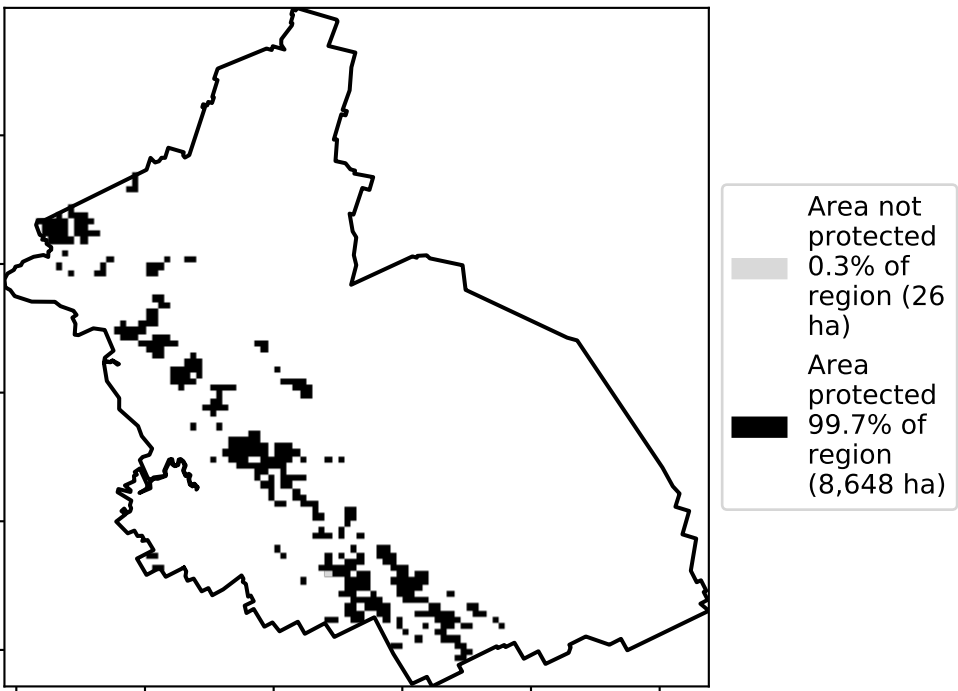 Area not
protected
0.3% of
region (26
ha)
Area
protected
99.7% of
region
(8,648 ha)